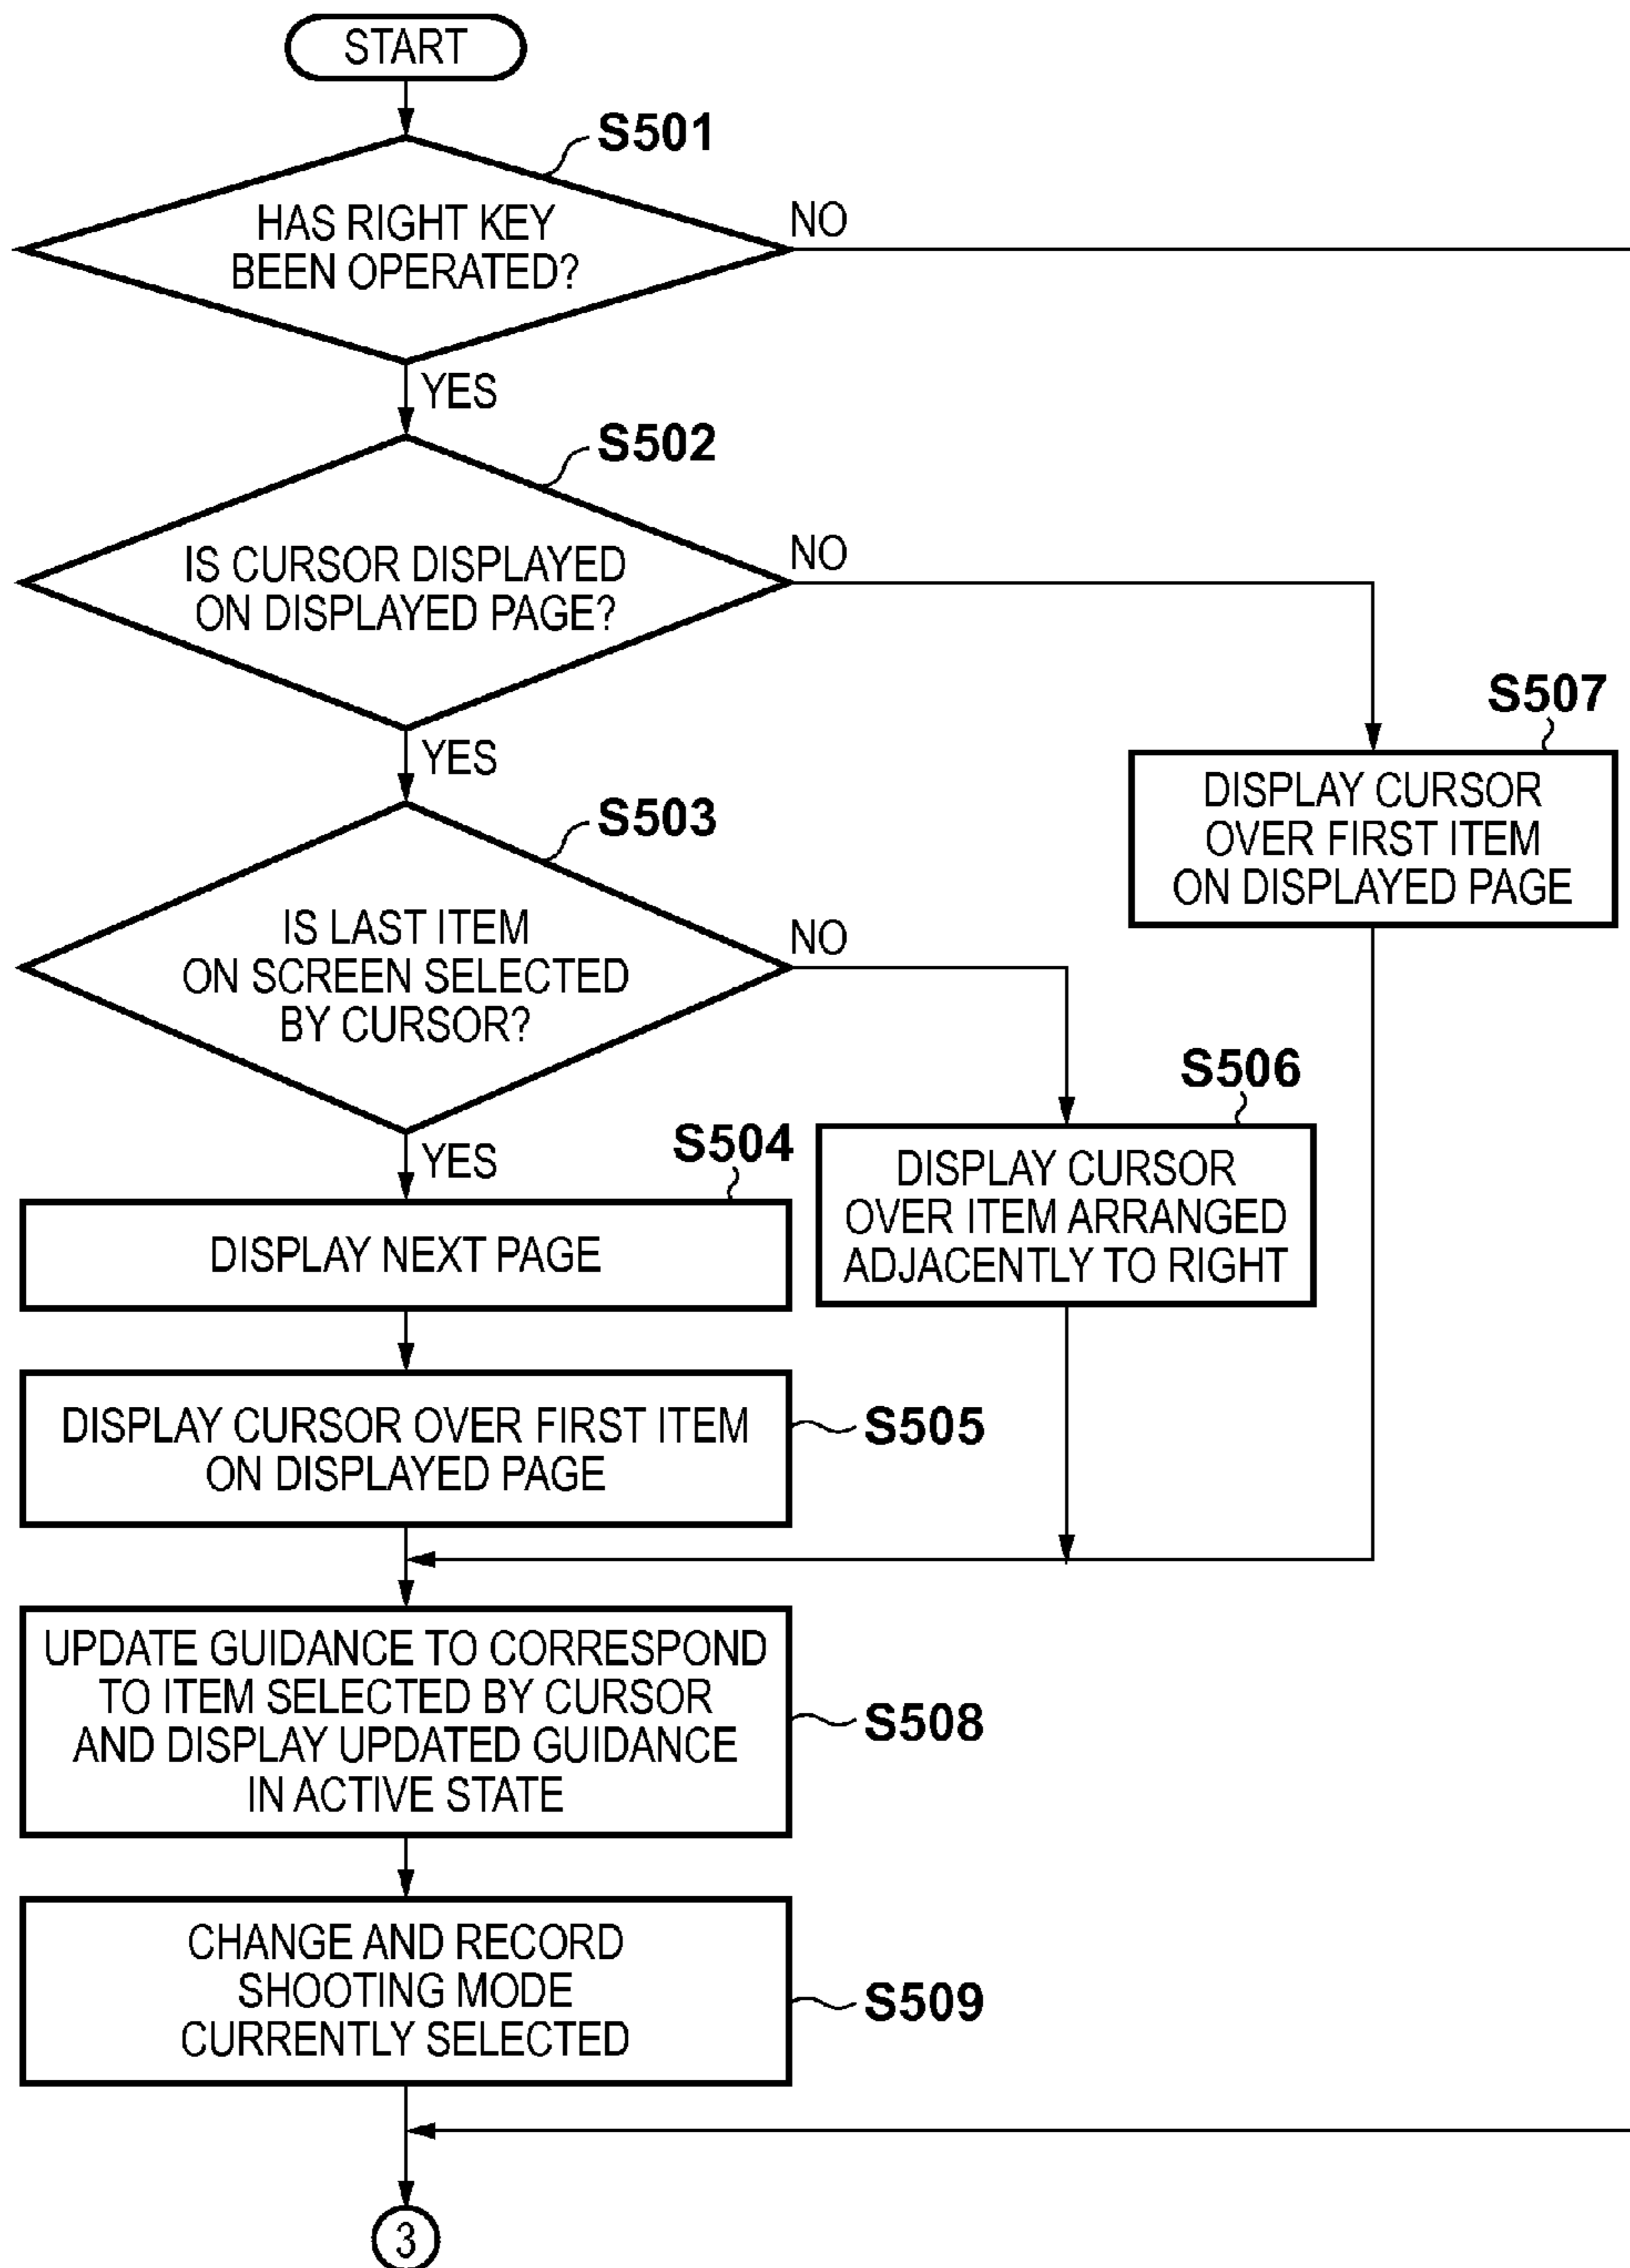 START
S501
HAS RIGHT KEY
BEEN OPERATED?
NO
YES
S502
IS CURSOR DISPLAYED
ON DISPLAYED PAGE?
NO
YES
S507
DISPLAY CURSOR
OVER FIRST ITEM
ON DISPLAYED PAGE
S503
IS LAST ITEM
ON SCREEN SELECTED
BY CURSOR?
NO
YES
S506
DISPLAY CURSOR
OVER ITEM ARRANGED
ADJACENTLY TO RIGHT
S504
DISPLAY NEXT PAGE
DISPLAY CURSOR OVER FIRST ITEM
ON DISPLAYED PAGE
S505
UPDATE GUIDANCE TO CORRESPOND
TO ITEM SELECTED BY CURSOR
AND DISPLAY UPDATED GUIDANCE
IN ACTIVE STATE
S508
CHANGE AND RECORD
SHOOTING MODE
CURRENTLY SELECTED
S509
3